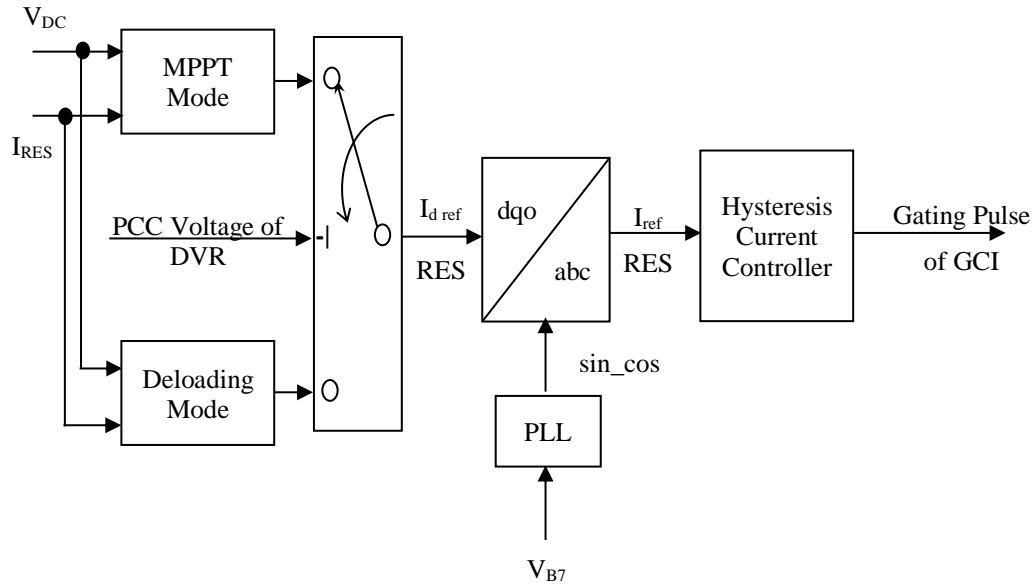 V_DC
MPPT
Mode
I_RES
PCC Voltage of
DVR
I_d ref
RES
dqo
abc
I_ref
RES
Hysteresis
Current
Controller
Gating Pulse
of GCI
sin_cos
Deloading
Mode
PLL
V_B7